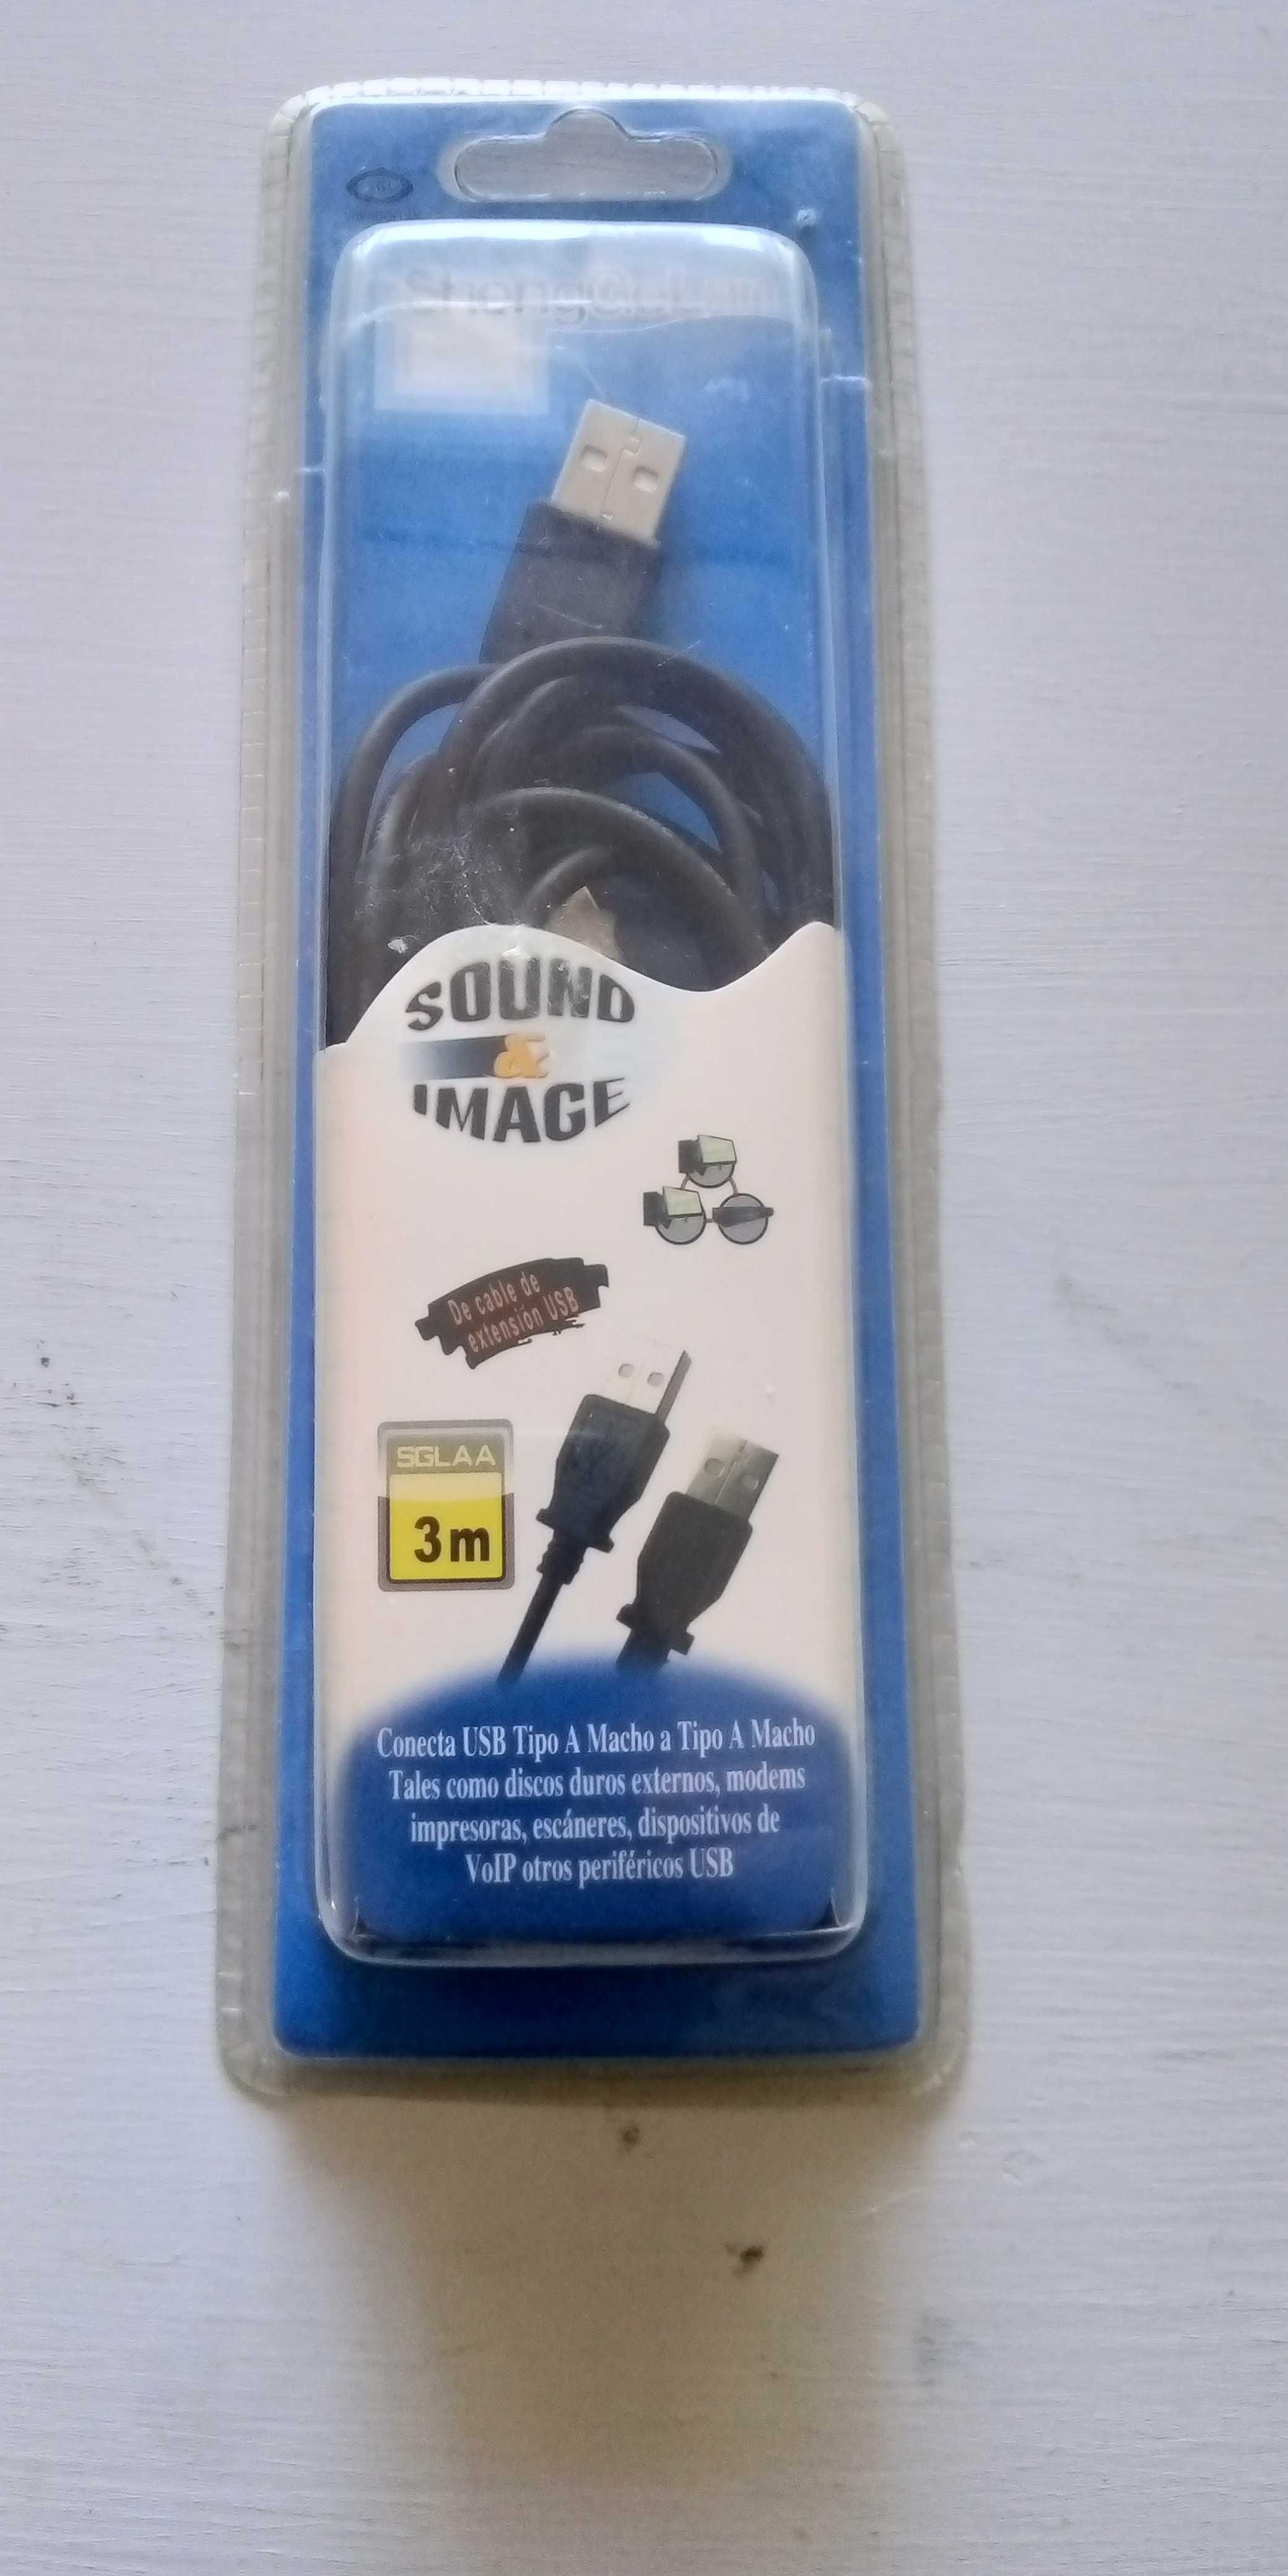 SOUND
&
IMAGE
De cable de
extensión USB
SGLAA
3m
Conecta USB Tipo A Macho a Tipo A Macho
Tales como discos duros externos, modems
impresoras, escáneres, dispositivos de
VoIP otros periféricos USB